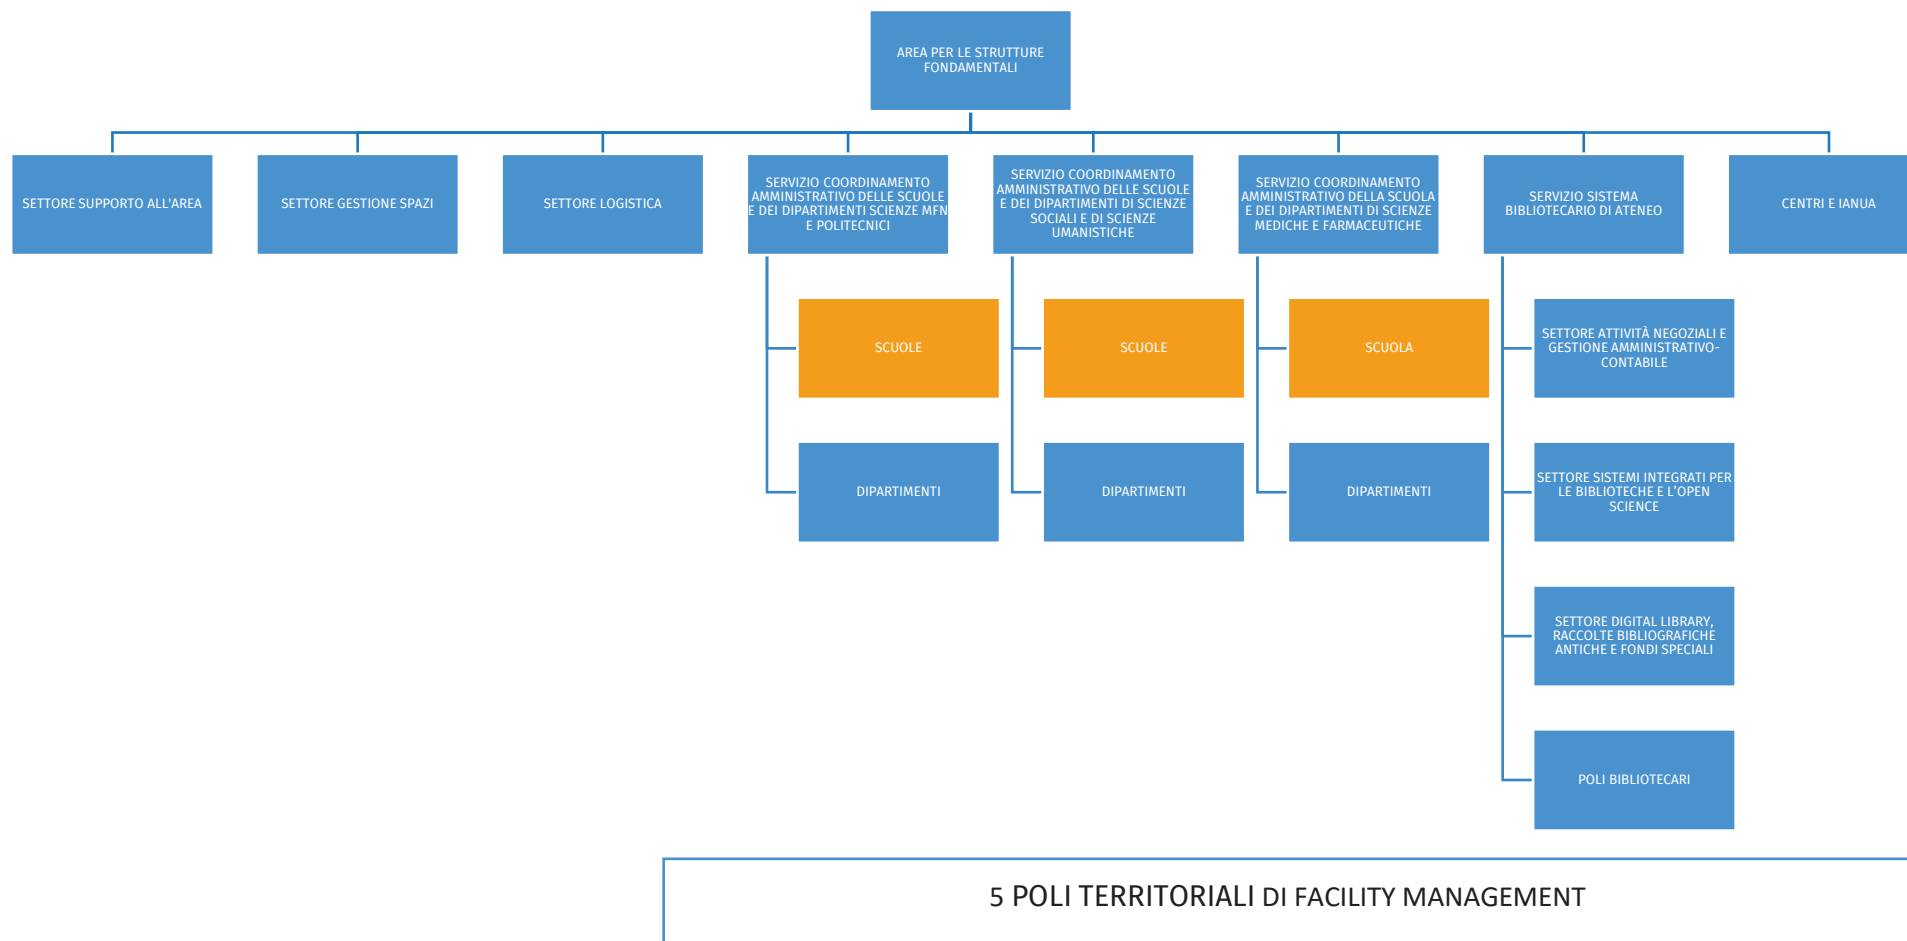 AREA PER LE STRUTTURE
FONDAMENTALI
SETTORE SUPPORTO ALL'AREA
SETTORE GESTIONE SPAZI
SETTORE LOGISTICA
SERVIZIO COORDINAMENTO
AMMINISTRATIVO DELLE SCUOLE
E DEI DIPARTIMENTI SCIENZE MFN
E POLITECNICI
SERVIZIO COORDINAMENTO
AMMINISTRATIVO DELLE SCUOLE
E DEI DIPARTIMENTI DI SCIENZE
SOCIALI E DI SCIENZE
UMANISTICHE
SERVIZIO COORDINAMENTO
AMMINISTRATIVO DELLA SCUOLA
E DEI DIPARTIMENTI DI SCIENZE
MEDICHE E FARMACEUTICHE
SERVIZIO SISTEMA
BIBLIOTECARIO DI ATENEO
CENTRI E IANUA
SCUOLE
SCUOLE
SCUOLA
SETTORE ATTIVITÀ NEGOZIALI E
GESTIONE AMMINISTRATIVO-
CONTABILE
DIPARTIMENTI
DIPARTIMENTI
DIPARTIMENTI
SETTORE SISTEMI INTEGRATI PER
LE BIBLIOTECHE E L’OPEN
SCIENCE
SETTORE DIGITAL LIBRARY,
RACCOLTE BIBLIOGRAFICHE
ANTICHE E FONDI SPECIALI
POLI BIBLIOTECARI
5 POLI TERRITORIALI DI FACILITY MANAGEMENT